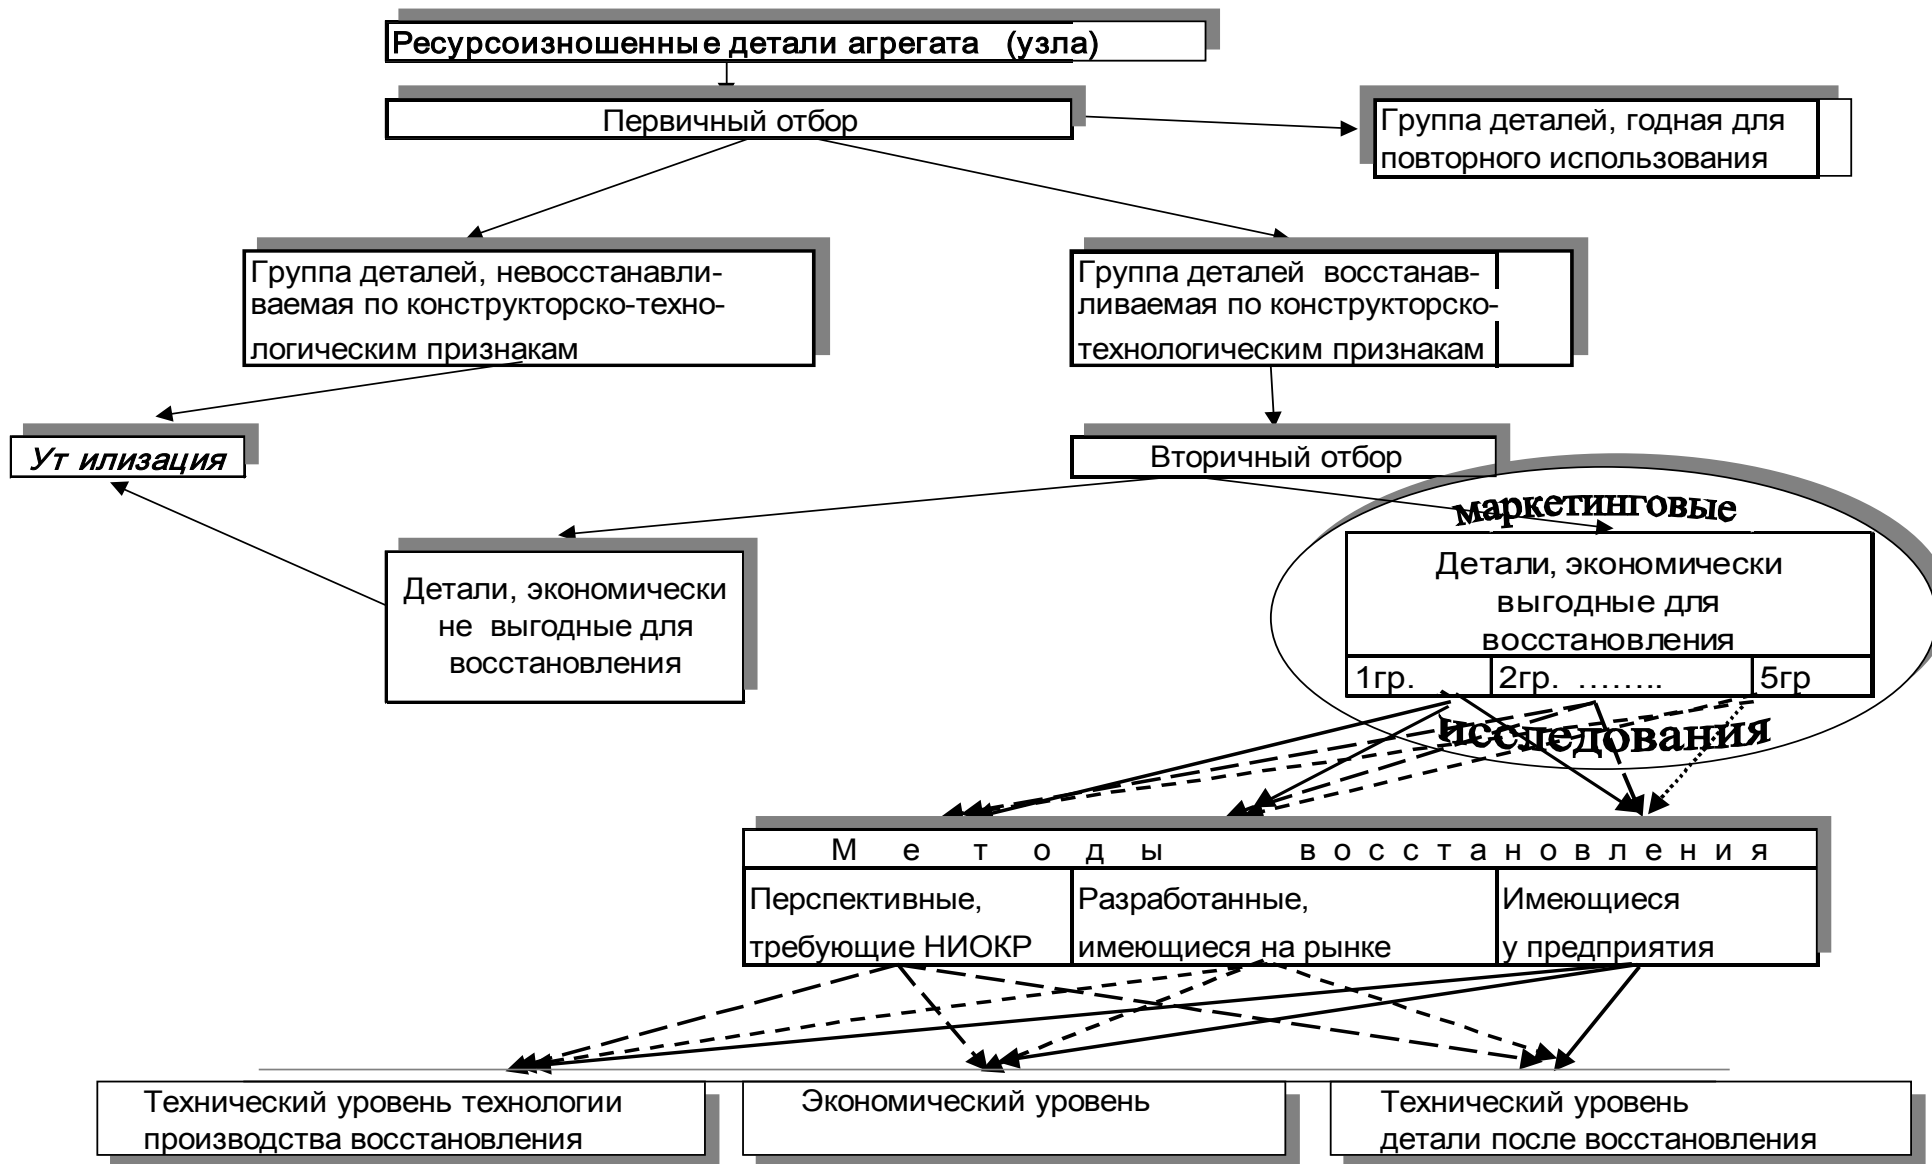 Ресурсоизношенные детали агрегата (узла)
Первичный отбор
Группа деталей, годная для
повторного использования
Группа деталей, невосстанавли-
ваемая по конструкторско-техно-
логическим признакам
Группа деталей восстанав-
ливаемая по конструкторско-
технологическим признакам
Ут илизация
Вторичный отбор
маркетинговые
Детали, экономически
не выгодные для
восстановления
Детали, экономически
выгодные для
восстановления
1гр. 2гр. …….. 5гр
исследования
М е т о д ы в о с с т а н о в л е н и я
Перспективные,
требующие НИОКР
Разработанные,
имеющиеся на рынке
Имеющиеся
у предприятия
Технический уровень технологии
производства восстановления
Экономический уровень
Технический уровень
детали после восстановления